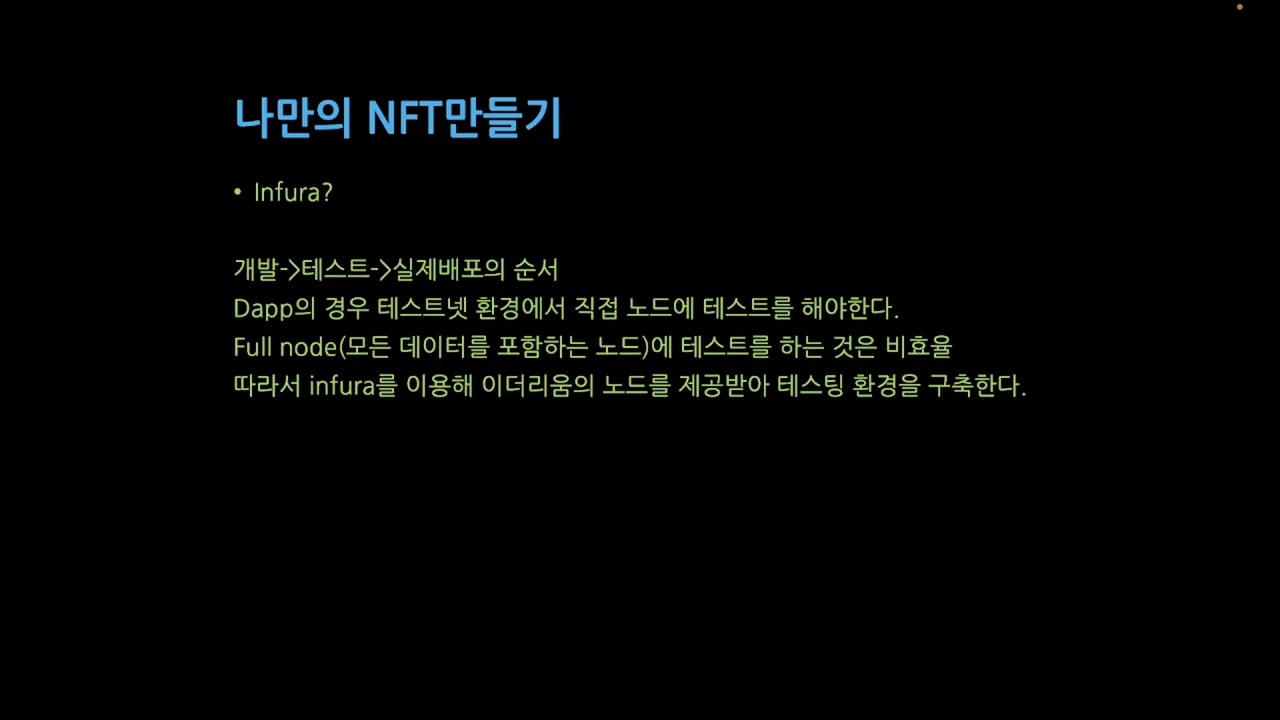 나만의 NFT만들기
• Infura?
개발->테스트->실제배포의 순서
Dapp의 경우 테스트넷 환경에서 직접 노드에 테스트를 해야한다.
Full node(모든 데이터를 포함하는 노드)에 테스트를 하는 것은 비효율
따라서 infura를 이용해 이더리움의 노드를 제공받아 테스팅 환경을 구축한다.